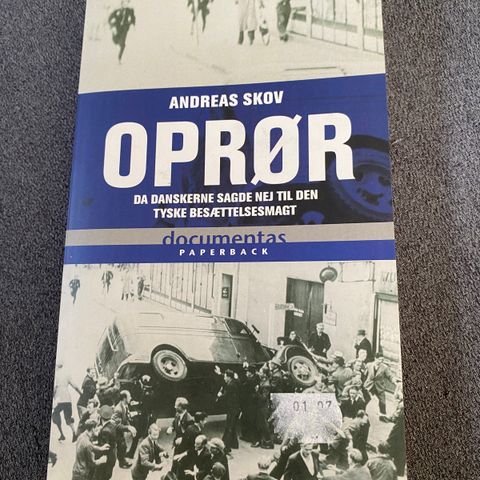 ANDREAS SKOV
OPRØR
DA DANSKERNE SAGDE NEJ TIL DEN
TYSKE BESÆTTELSESMAGT
documentas
PAPERBACK
01 07